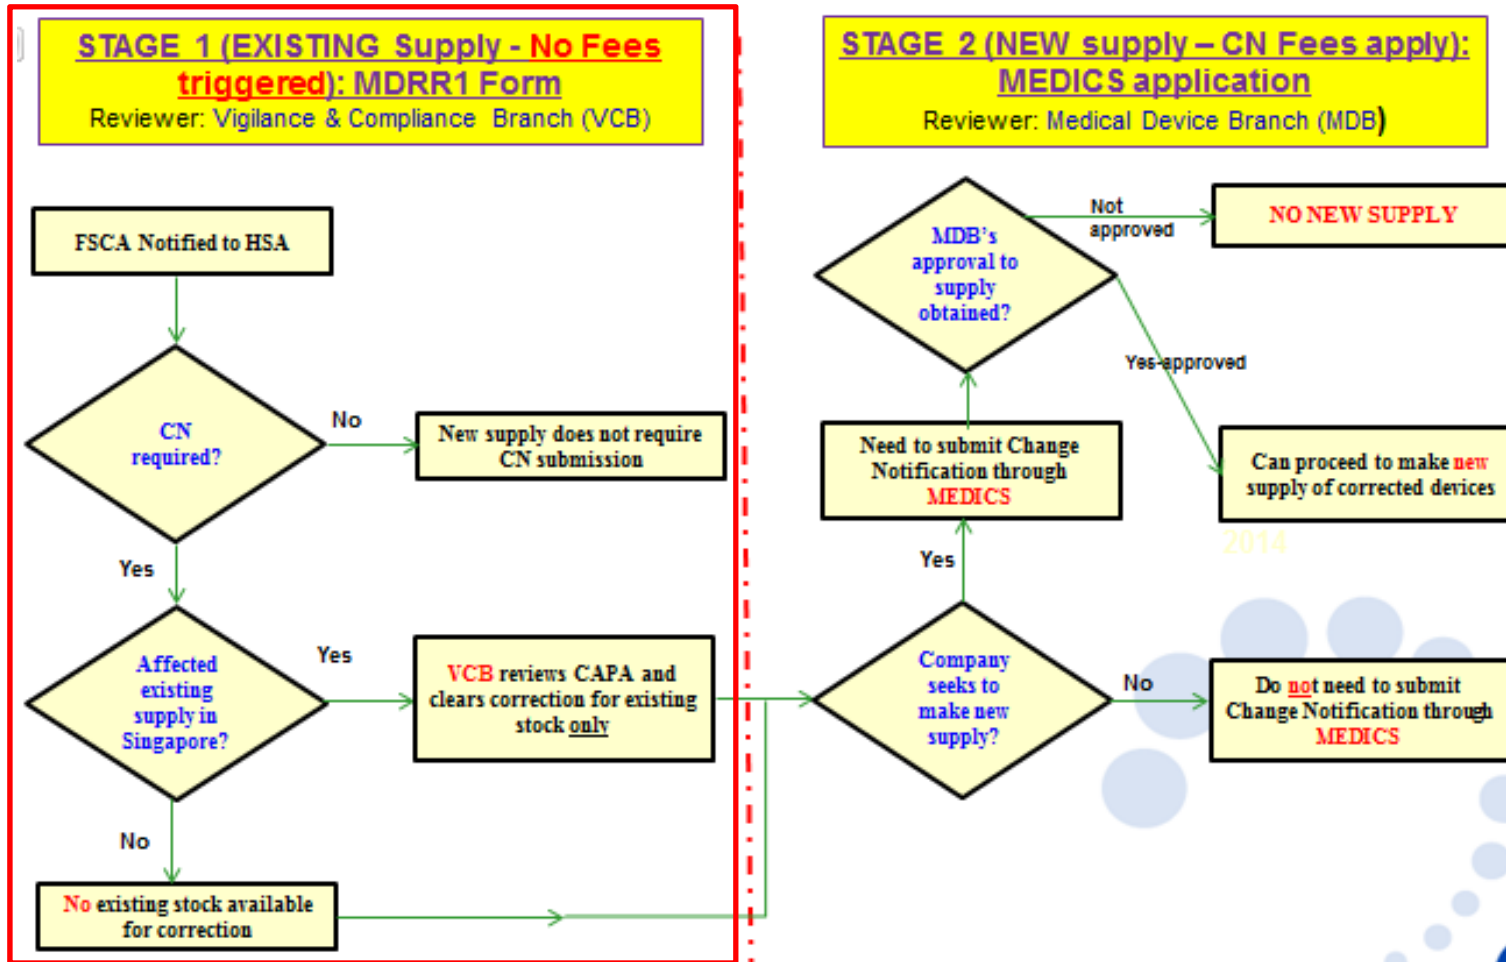 STAGE 1 (EXISTING Supply - No Fees
triggered): MDRR1 Form
Reviewer: Vigilance & Compliance Branch (VCB)
FSCA Notified to HSA
CN
required?
No
New supply does not require
CN submission
Yes
Affected
existing
supply in
Singapore?
Yes
VCB reviews CAPA and
clears correction for existing
stock only
No
No existing stock available
for correction
STAGE 2 (NEW supply – CN Fees apply):
MEDICS application
Reviewer: Medical Device Branch (MDB)
MDB's
approval to
supply
obtained?
Not
approved
NO NEW SUPPLY
Yes-approved
Can proceed to make new
supply of corrected devices
2014
Need to submit Change
Notification through
MEDICS
Yes
Company
seeks to
make new
supply?
No
Do not need to submit
Change Notification through
MEDICS